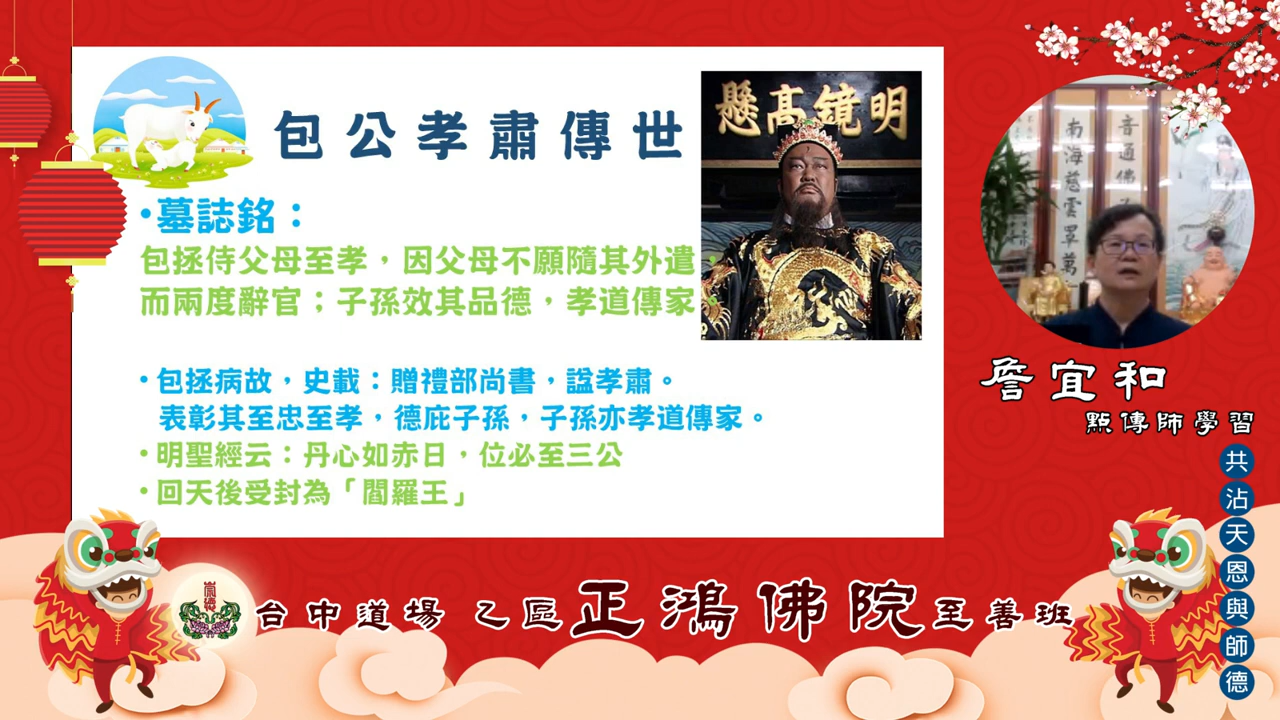 包公孝肅傳世
•墓誌銘：
包拯侍父母至孝，因父母不願隨其外遣，
而兩度辭官；子孫效其品德，孝道傳家。
•包拯病故，史載：贈禮部尚書，謚孝肅。
表彰其至忠至孝，德庇子孫，子孫亦孝道傳家。
•明聖經云：丹心如赤日，位必至三公
•回天後受封為「閻羅王」
懸高鏡明
音通佛
南海慈雲罩萬
詹宜和
點傳師學習
共沾天恩與師德
崇德
台中道場 乙區正鴻佛院至善班